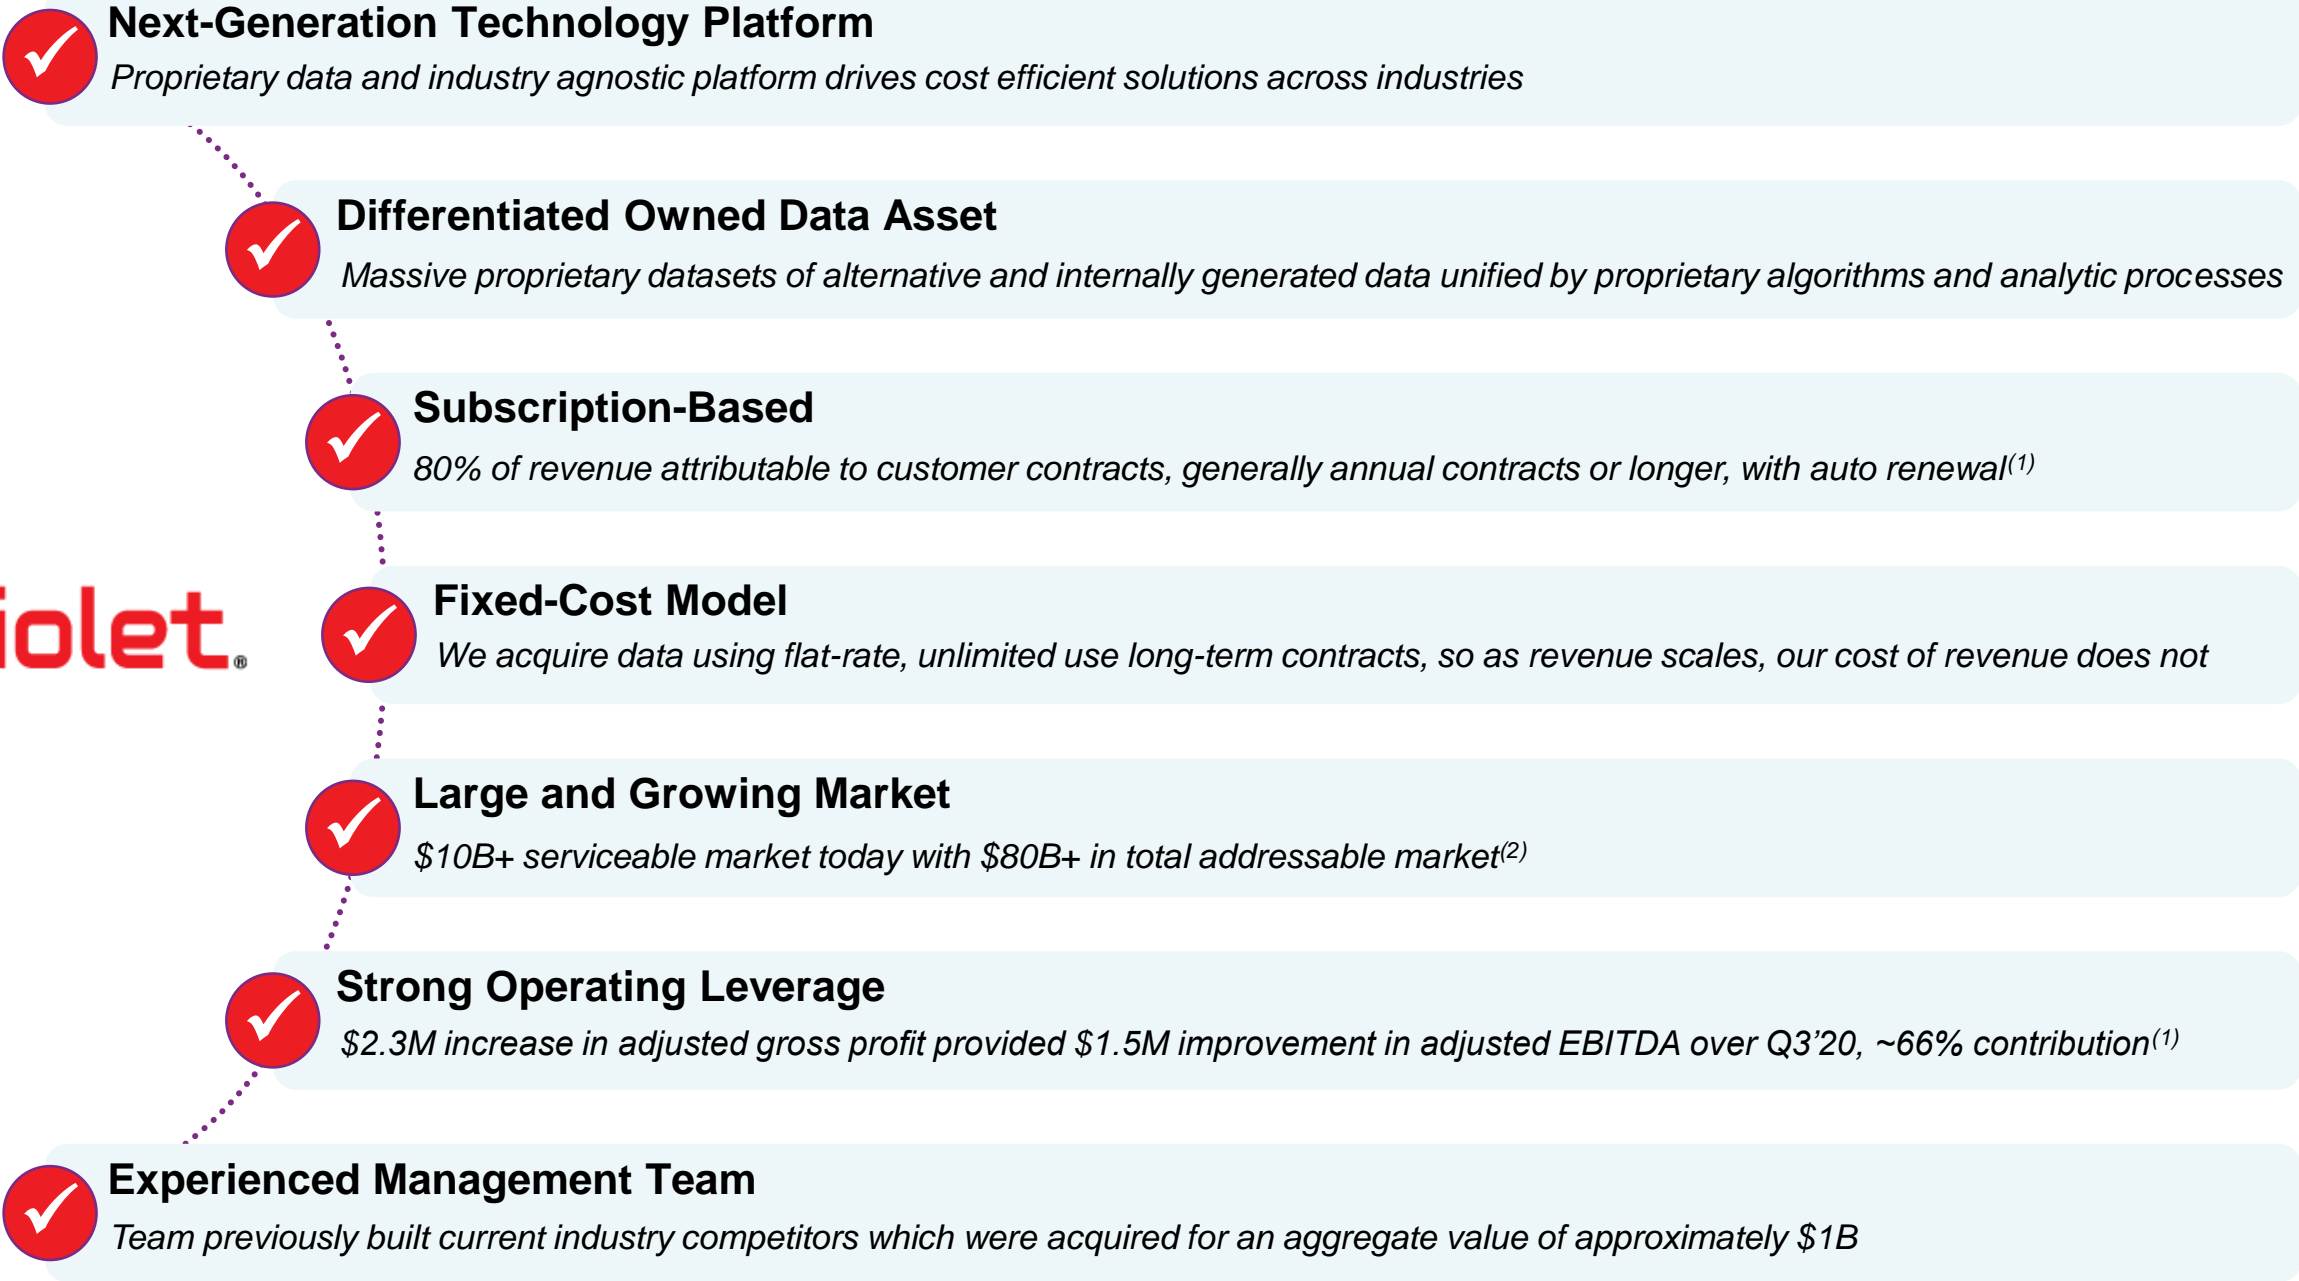 Next-Generation Technology Platform
Proprietary data and industry agnostic platform drives cost efficient solutions across industries
Differentiated Owned Data Asset
Massive proprietary datasets of alternative and internally generated data unified by proprietary algorithms and analytic processes
Subscription-Based
80% of revenue attributable to customer contracts, generally annual contracts or longer, with auto renewal(1)
iolet®
Fixed-Cost Model
We acquire data using flat-rate, unlimited use long-term contracts, so as revenue scales, our cost of revenue does not
Large and Growing Market
$10B+ serviceable market today with $80B+ in total addressable market(2)
Strong Operating Leverage
$2.3M increase in adjusted gross profit provided $1.5M improvement in adjusted EBITDA over Q3’20, ~66% contribution(1)
Experienced Management Team
Team previously built current industry competitors which were acquired for an aggregate value of approximately $1B